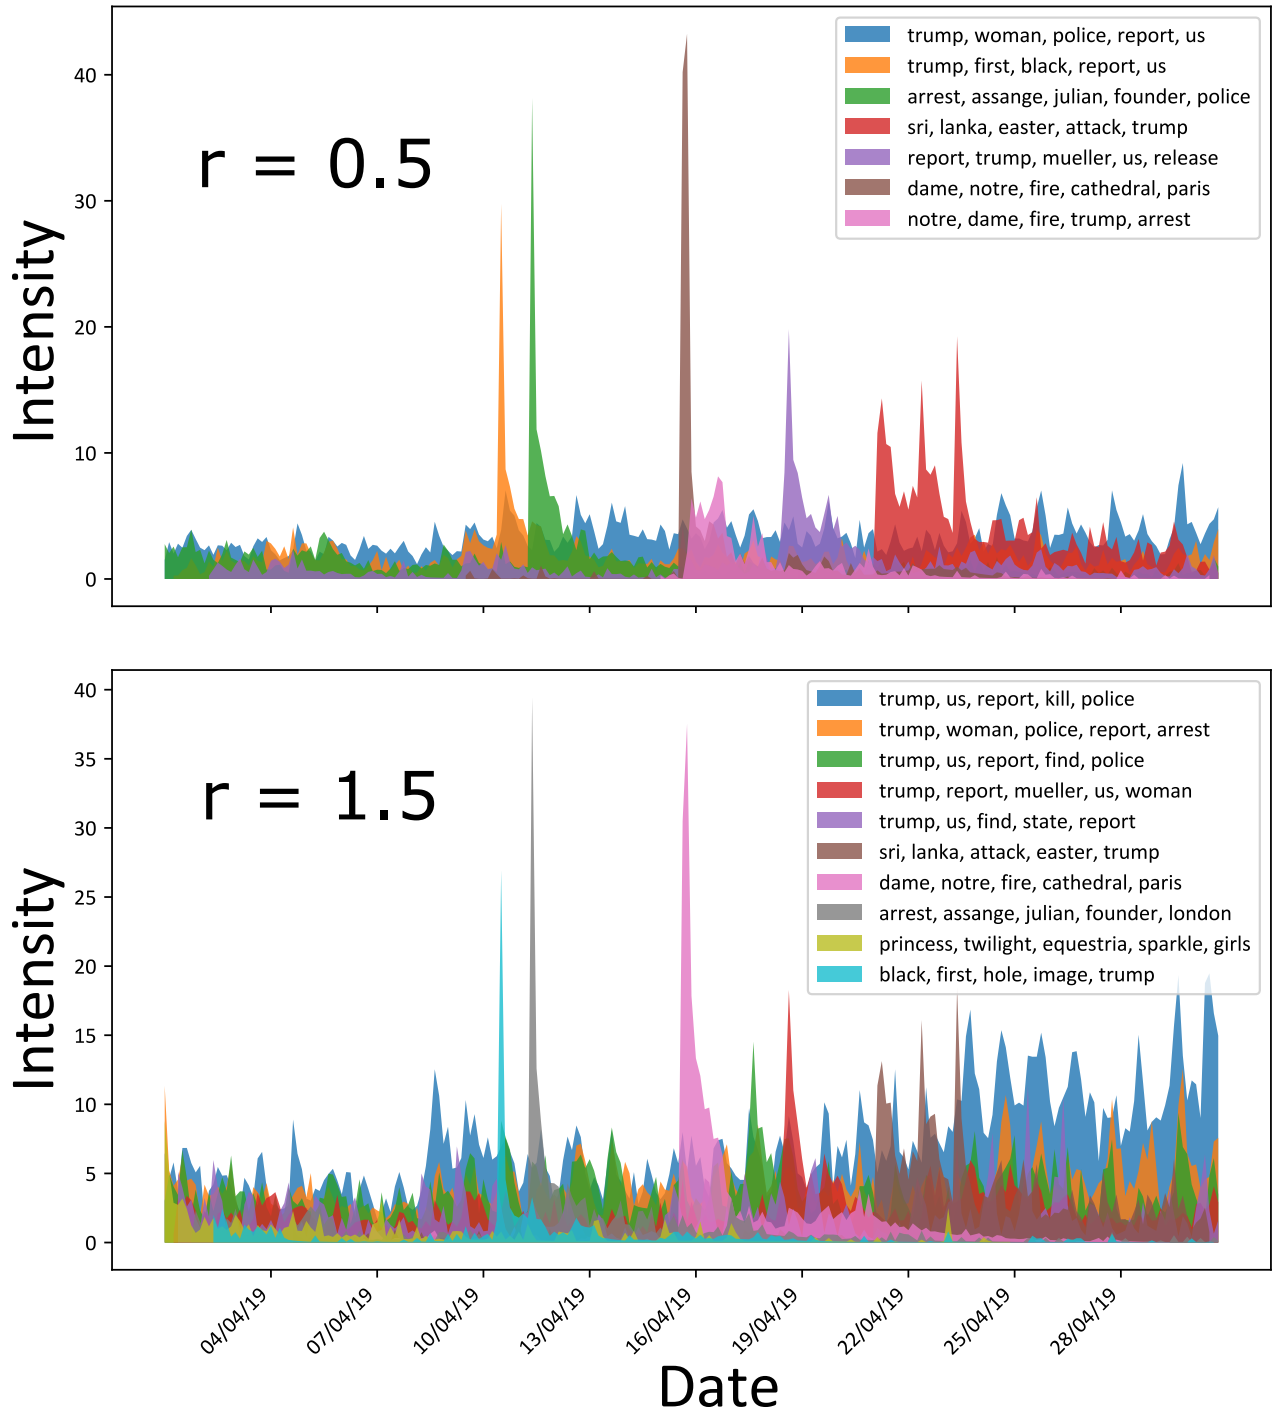 Intensity
40
30
20
10
0
r = 0.5
trump, woman, police, report, us
trump, first, black, report, us
arrest, assange, julian, founder, police
sri, lanka, easter, attack, trump
report, trump, mueller, us, release
dame, notre, fire, cathedral, paris
notre, dame, fire, trump, arrest
Intensity
40
35
30
25
20
15
10
5
0
r = 1.5
trump, us, report, kill, police
trump, woman, police, report, arrest
trump, us, report, find, police
trump, report, mueller, us, woman
trump, us, find, state, report
sri, lanka, attack, easter, trump
dame, notre, fire, cathedral, paris
arrest, assange, julian, founder, london
princess, twilight, equestria, sparkle, girls
black, first, hole, image, trump
04/04/19
07/04/19
10/04/19
13/04/19
16/04/19
19/04/19
22/04/19
25/04/19
28/04/19
Date